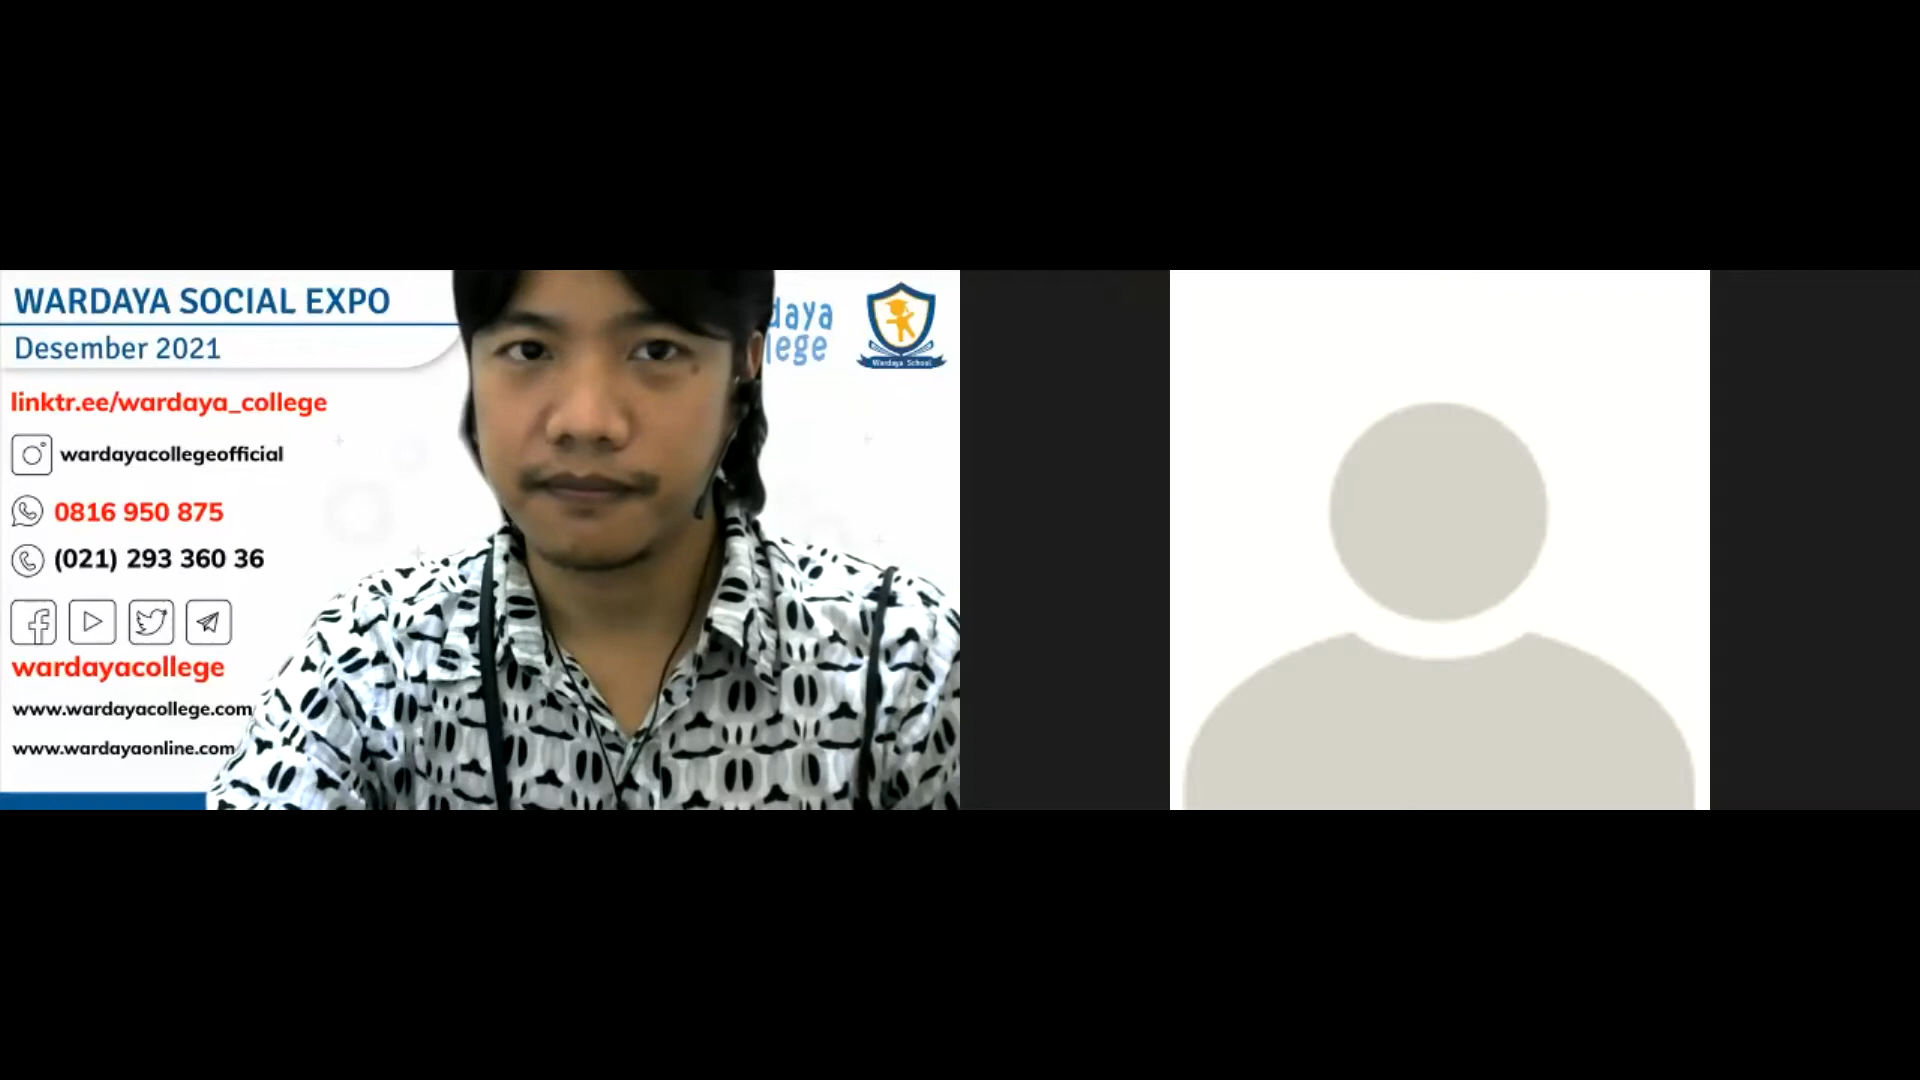 WARDAYA SOCIAL EXPO
Desember 2021
linktr.ee/wardaya_college
wardayacollegeofficial
0816 950 875
(021) 293 360 36
wardayacollege
www.wardayacollege.com
www.wardayaonline.com
daya
lege
Wardaya School